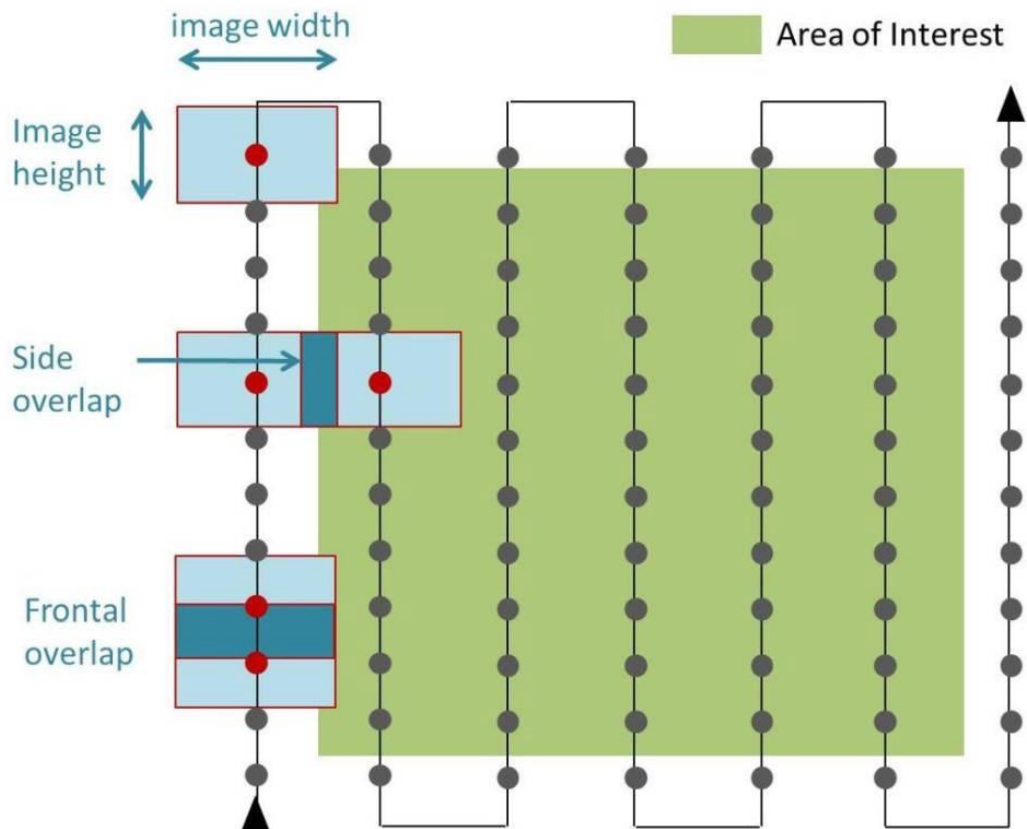 image width
Area of Interest
Image
height
Side
overlap
Frontal
overlap